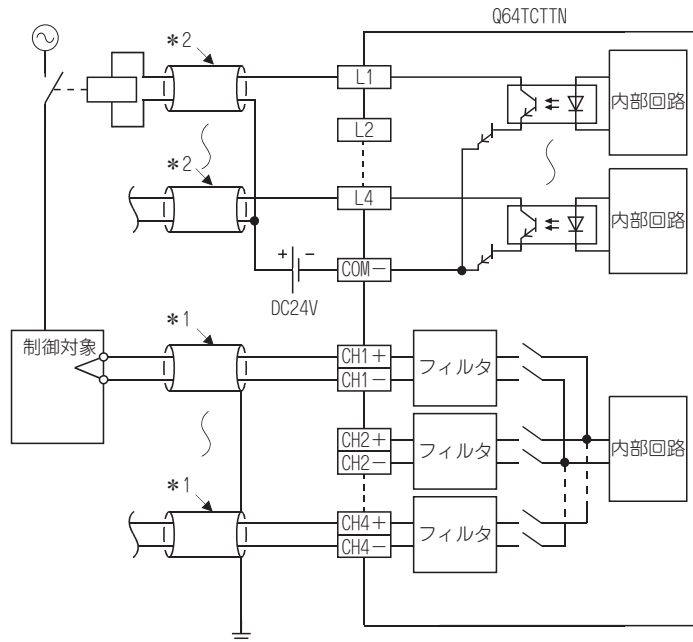 Q64TCTTN
*2
L1
内部回路
L2
*2
L4
内部回路
+ −
COM−
DC24V
*1
制御対象
CH1+
CH1−
フィルタ
CH2+
CH2−
フィルタ
内部回路
*1
CH4+
CH4−
フィルタ